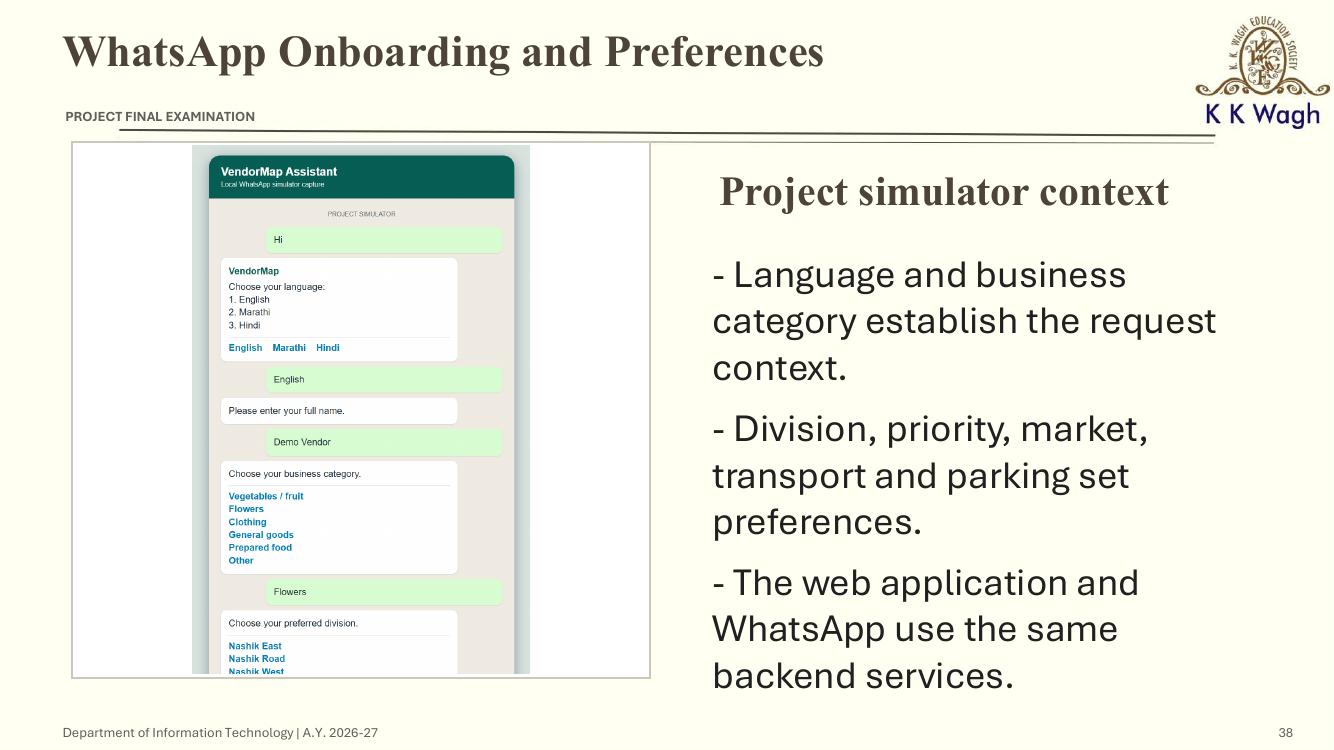 WhatsApp Onboarding and Preferences
K. K. WAGH EDUCATION SOCIETY
K K Wagh
PROJECT FINAL EXAMINATION
VendorMap Assistant
Local WhatsApp simulator capture
PROJECT SIMULATOR
Hi
VendorMap
Choose your language:
1. English
2. Marathi
3. Hindi
English Marathi Hindi
English
Please enter your full name.
Demo Vendor
Choose your business category.
Vegetables / fruit
Flowers
Clothing
General goods
Prepared food
Other
Flowers
Choose your preferred division.
Nashik East
Nashik Road
Nashik West
Project simulator context
- Language and business
category establish the request
context.
- Division, priority, market,
transport and parking set
preferences.
- The web application and
WhatsApp use the same
backend services.
Department of Information Technology | A.Y. 2026-27
38